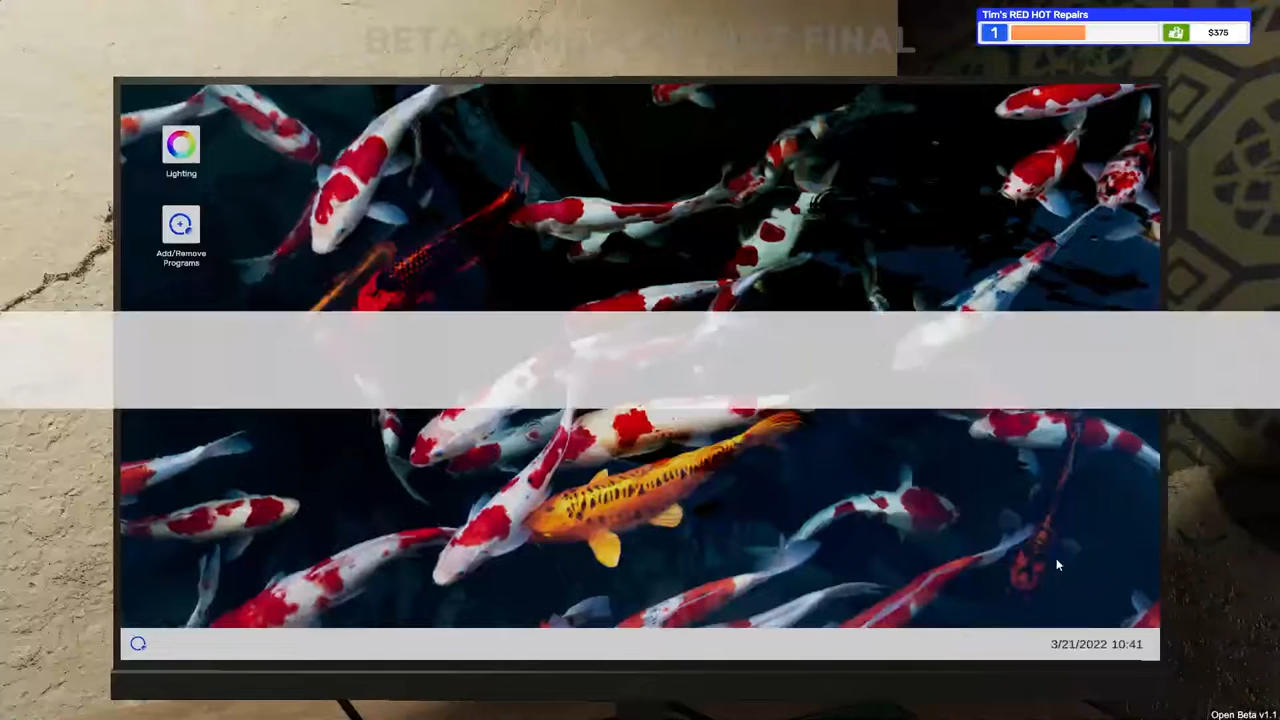 Tim's RED HOT Repairs
1
$375
Lighting
Add/Remove
Programs
3/21/2022 10:41
Open Beta v1.1